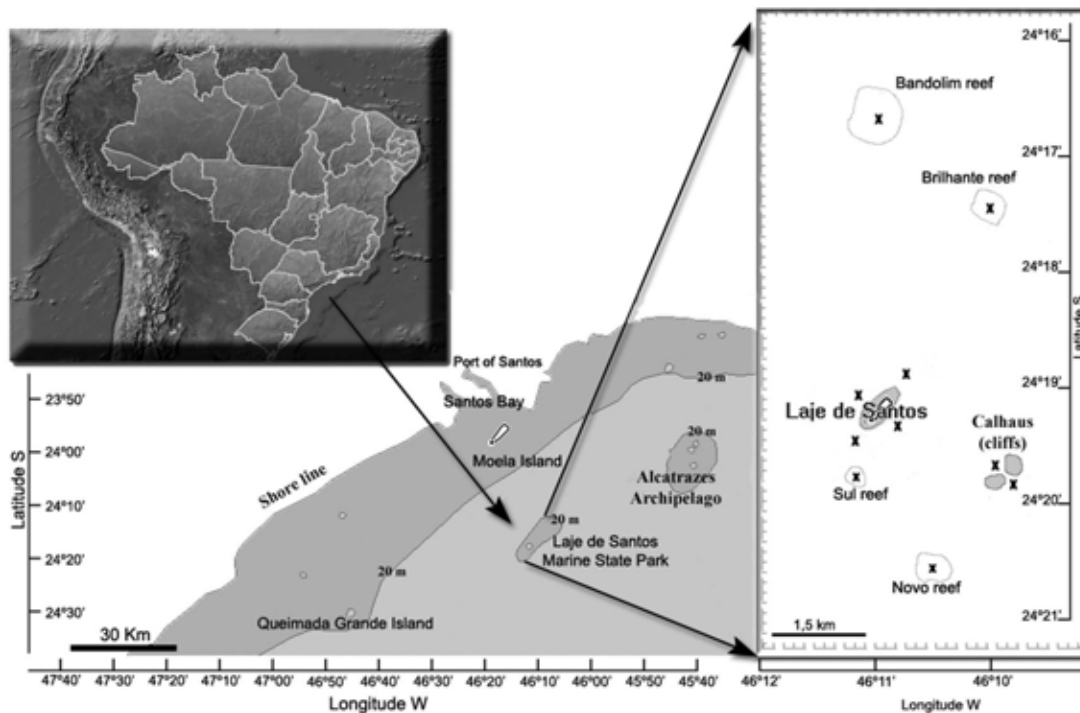 24°16'
Bandolim reef
24°17'
Brilhante reef
24°18'
Latitude S
24°19'
Laje de Santos
Calhaus
(cliffs)
Sul reef
24°20'
Novo reef
24°21'
1,5 km
46°12'
46°11'
46°10'
Longitude W
Port of Santos
Santos Bay
20 m
Moela Island
20 m
Alcatrazes
Archipelago
Shore line
20 m
Laje de Santos
Marine State Park
20 m
Queimada Grande Island
30 Km
Latitude S
23°50'
24°00'
24°10'
24°20'
24°30'
47°40'
47°30'
47°20'
47°10'
47°00'
46°50'
46°40'
46°30'
46°20'
46°10'
46°00'
45°50'
45°40'
Longitude W